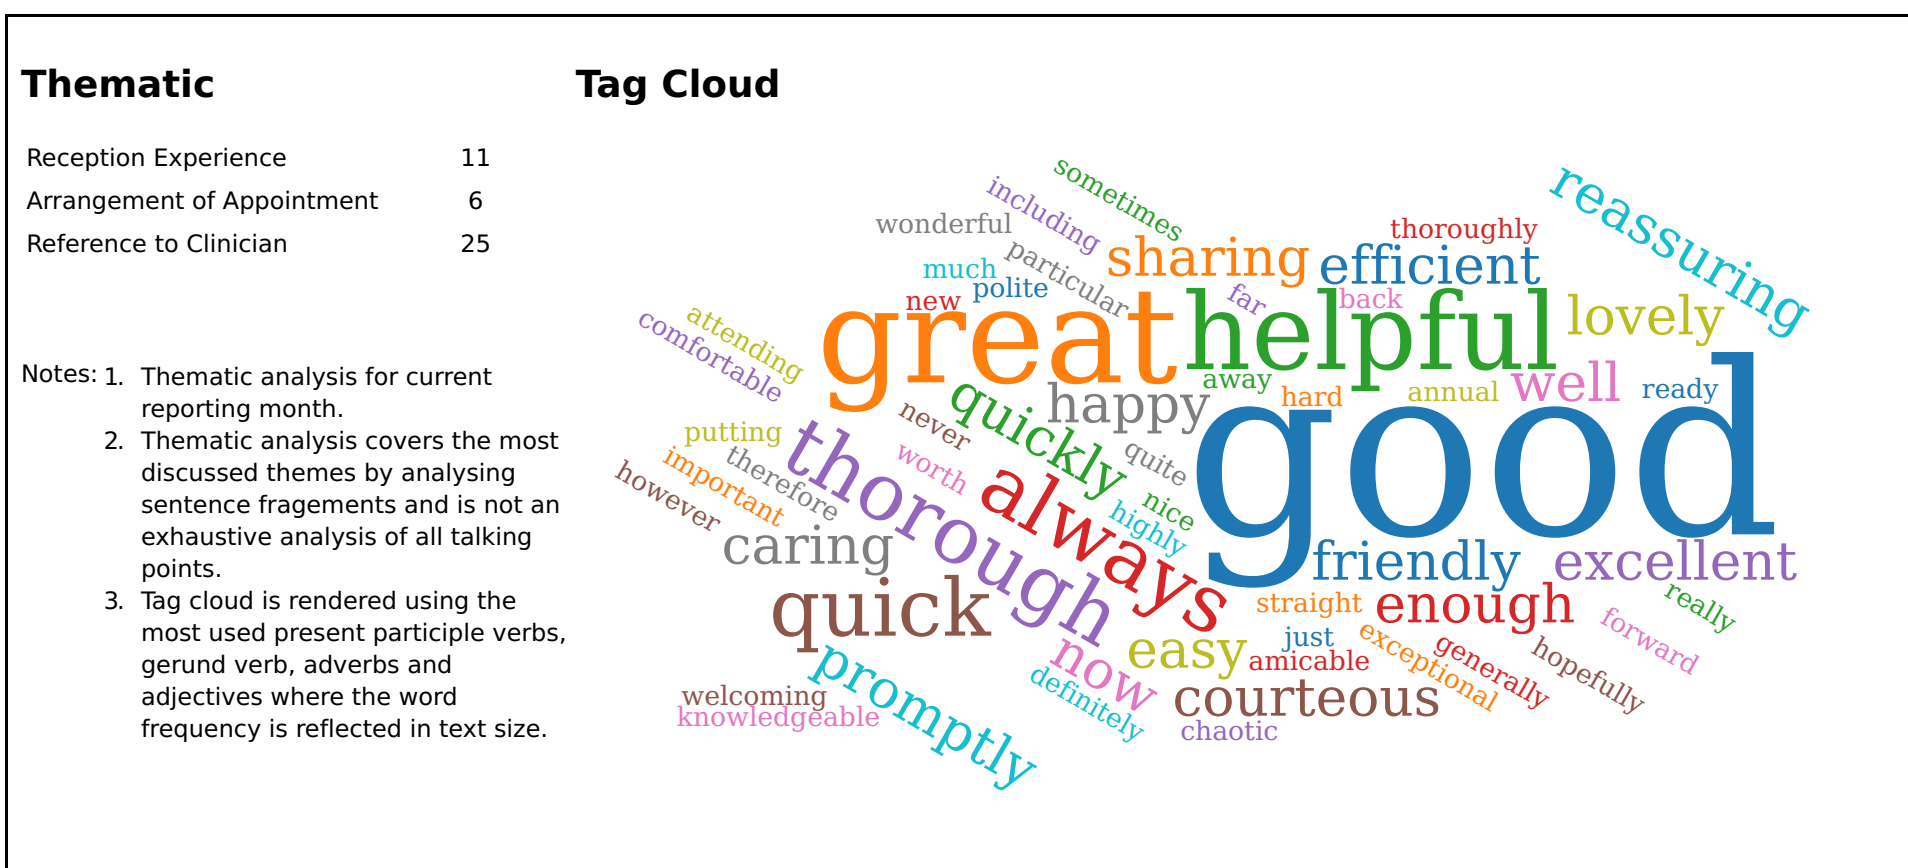 Thematic
Reception Experience 11
Arrangement of Appointment 6
Reference to Clinician 25
Notes: 1. Thematic analysis for current
reporting month.
2. Thematic analysis covers the most
discussed themes by analysing
sentence fragements and is not an
exhaustive analysis of all talking
points.
3. Tag cloud is rendered using the
most used present participle verbs,
gerund verb, adverbs and
adjectives where the word
frequency is reflected in text size.
Tag Cloud
sometimes
including
wonderful
particular
sharing
thoroughly
efficient
reassuring
much
polite
new
far
back
great
helpful
lovely
attending
comfortable
away
hard
annual
well
ready
quickly
happy
never
good
putting
therefore
important
however
thorough
worth
always
quite
nice
highly
caring
friendly
excellent
quick
straight
enough
really
forward
easy
just
amicable
exceptional
generally
hopefully
promptly
now
definitely
courteous
chaotic
welcoming
knowledgeable